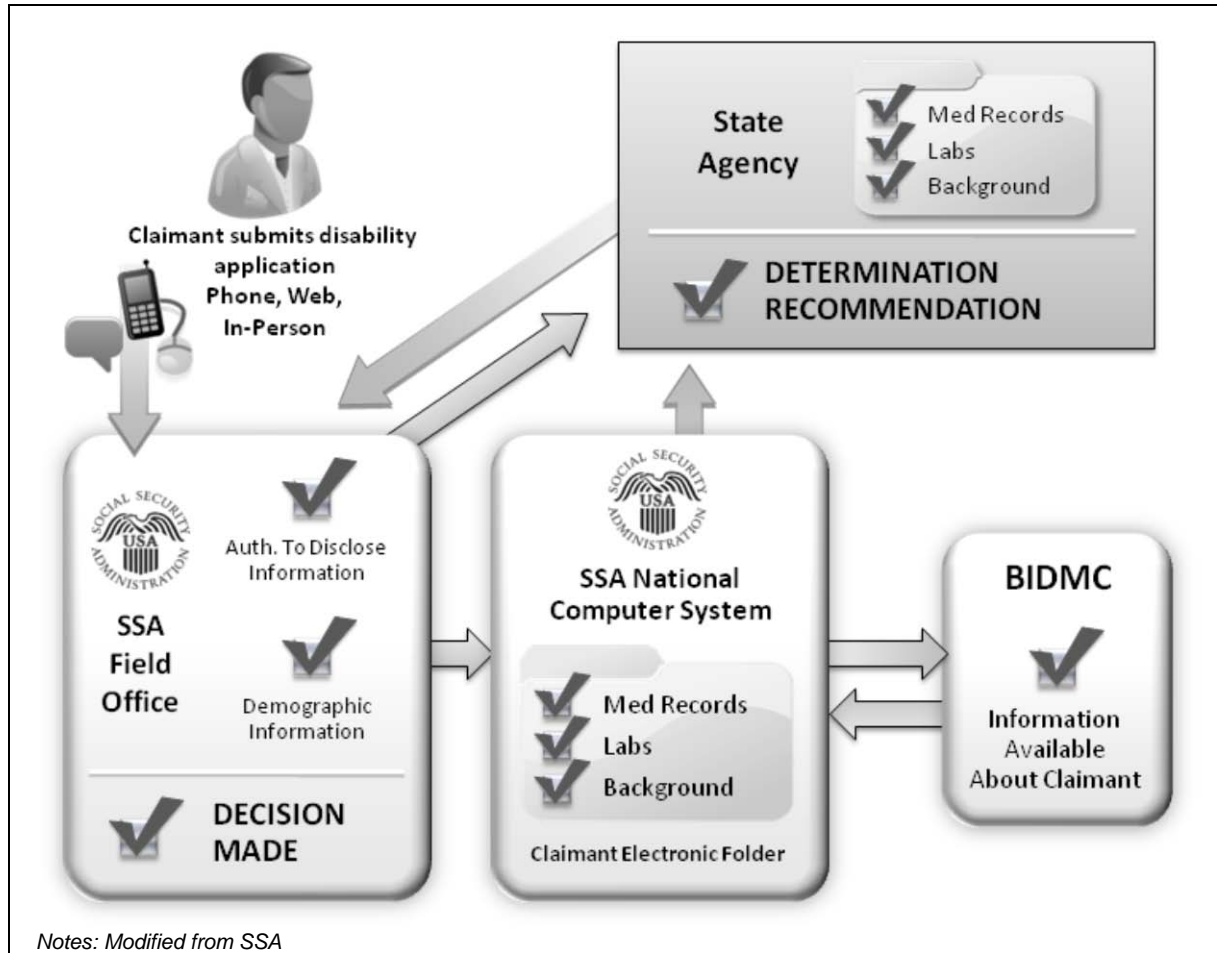 Claimant submits disability
application
Phone, Web,
In-Person
State
Agency
Med Records
Labs
Background
DETERMINATION
RECOMMENDATION
SOCIAL SECURITY
ADMINISTRATION
USA
SSA
Field
Office
Auth. To Disclose
Information
Demographic
Information
DECISION
MADE
SOCIAL SECURITY
ADMINISTRATION
USA
SSA National
Computer System
Med Records
Labs
Background
Claimant Electronic Folder
BIDMC
Information
Available
About Claimant
Notes: Modified from SSA